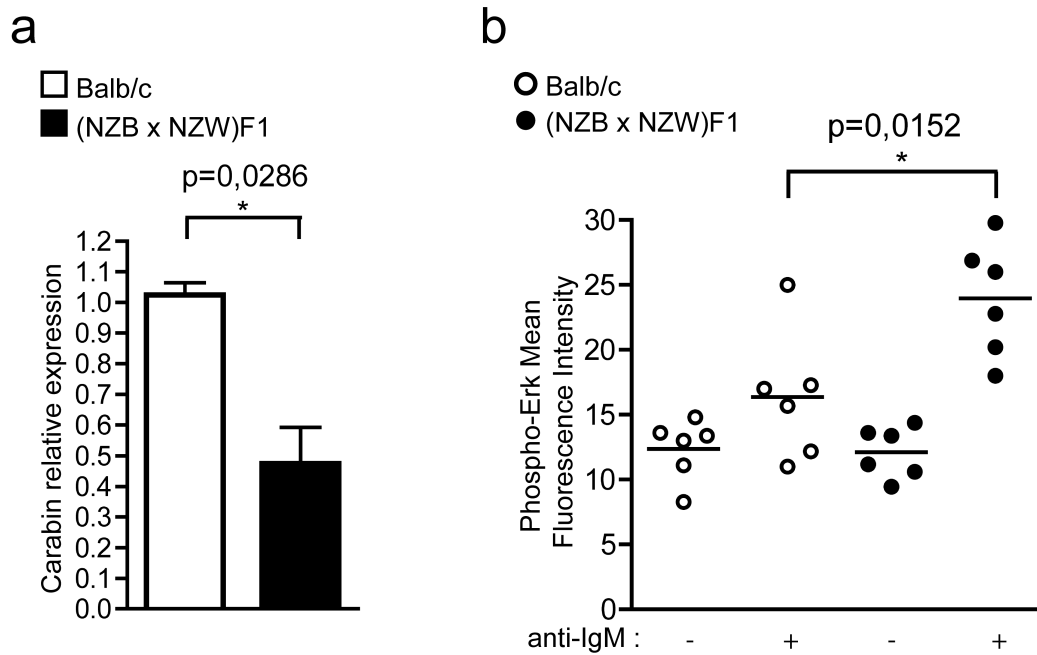 a
Balb/c
(NZB x NZW)F1
p=0,0286
*
Carabin relative expression
1.2
1.1
1.0
0.9
0.8
0.7
0.6
0.5
0.4
0.3
0.2
0.1
0.0
b
Balb/c
(NZB x NZW)F1
p=0,0152
*
Phospho-Erk Mean
Fluorescence Intensity
30
25
20
15
10
5
0
anti-IgM : - + - +